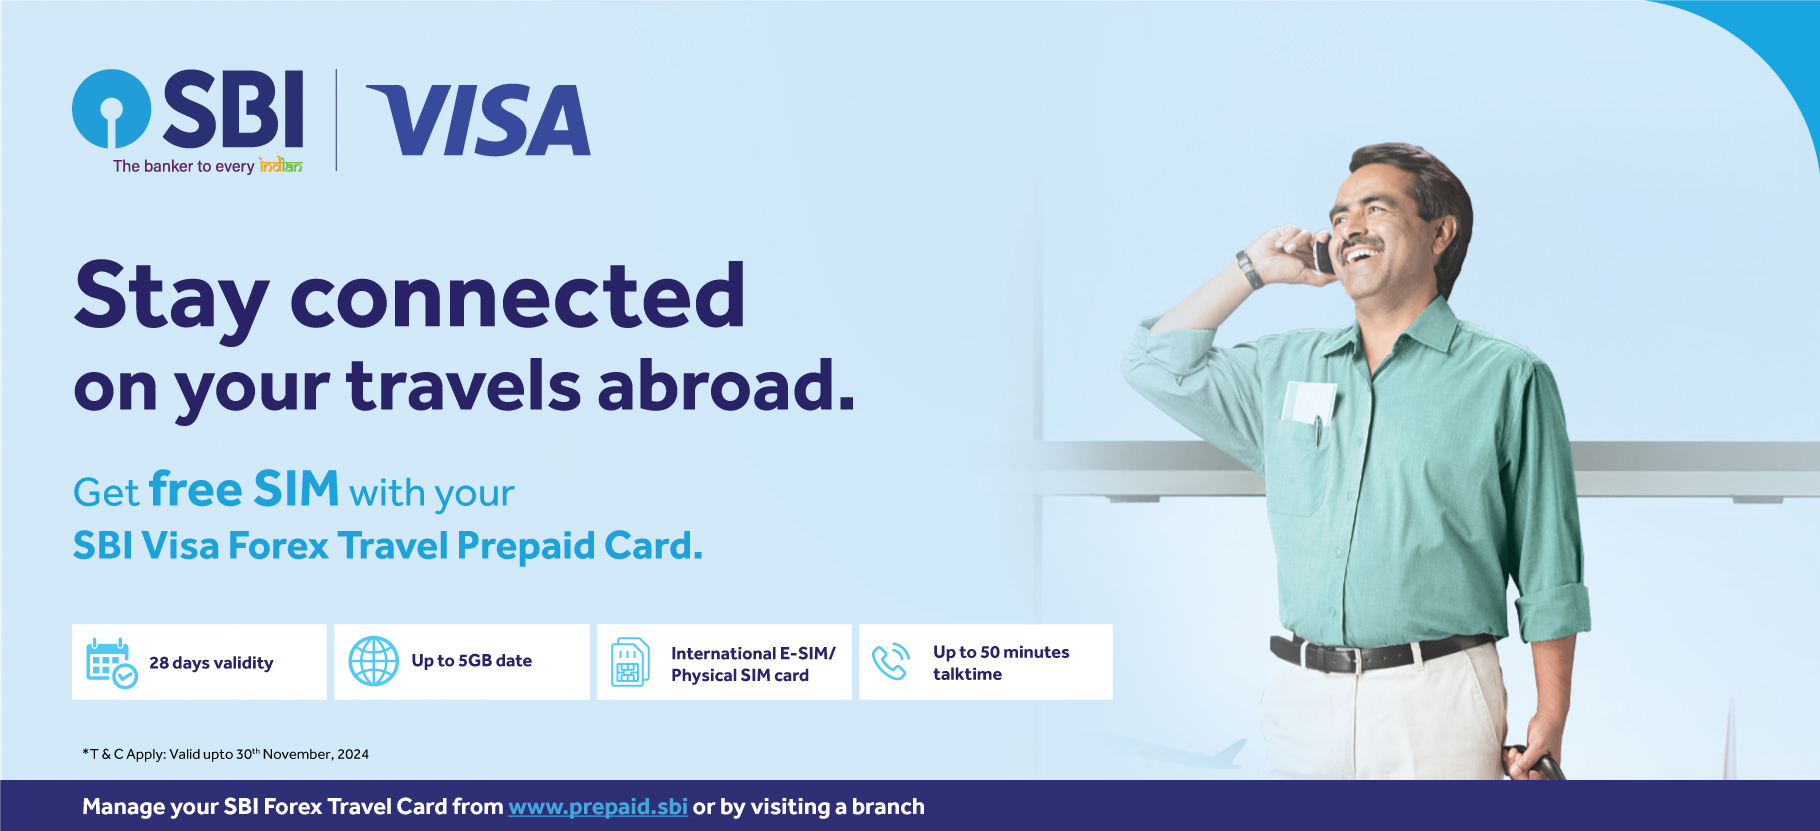 SBI
The banker to every indian
VISA
Stay connected
on your travels abroad.
Get free SIM with your
SBI Visa Forex Travel Prepaid Card.
28 days validity
Up to 5GB date
International E-SIM/
Physical SIM card
Up to 50 minutes
talktime
*T & C Apply: Valid upto 30th November, 2024
Manage your SBI Forex Travel Card from www.prepaid.sbi or by visiting a branch